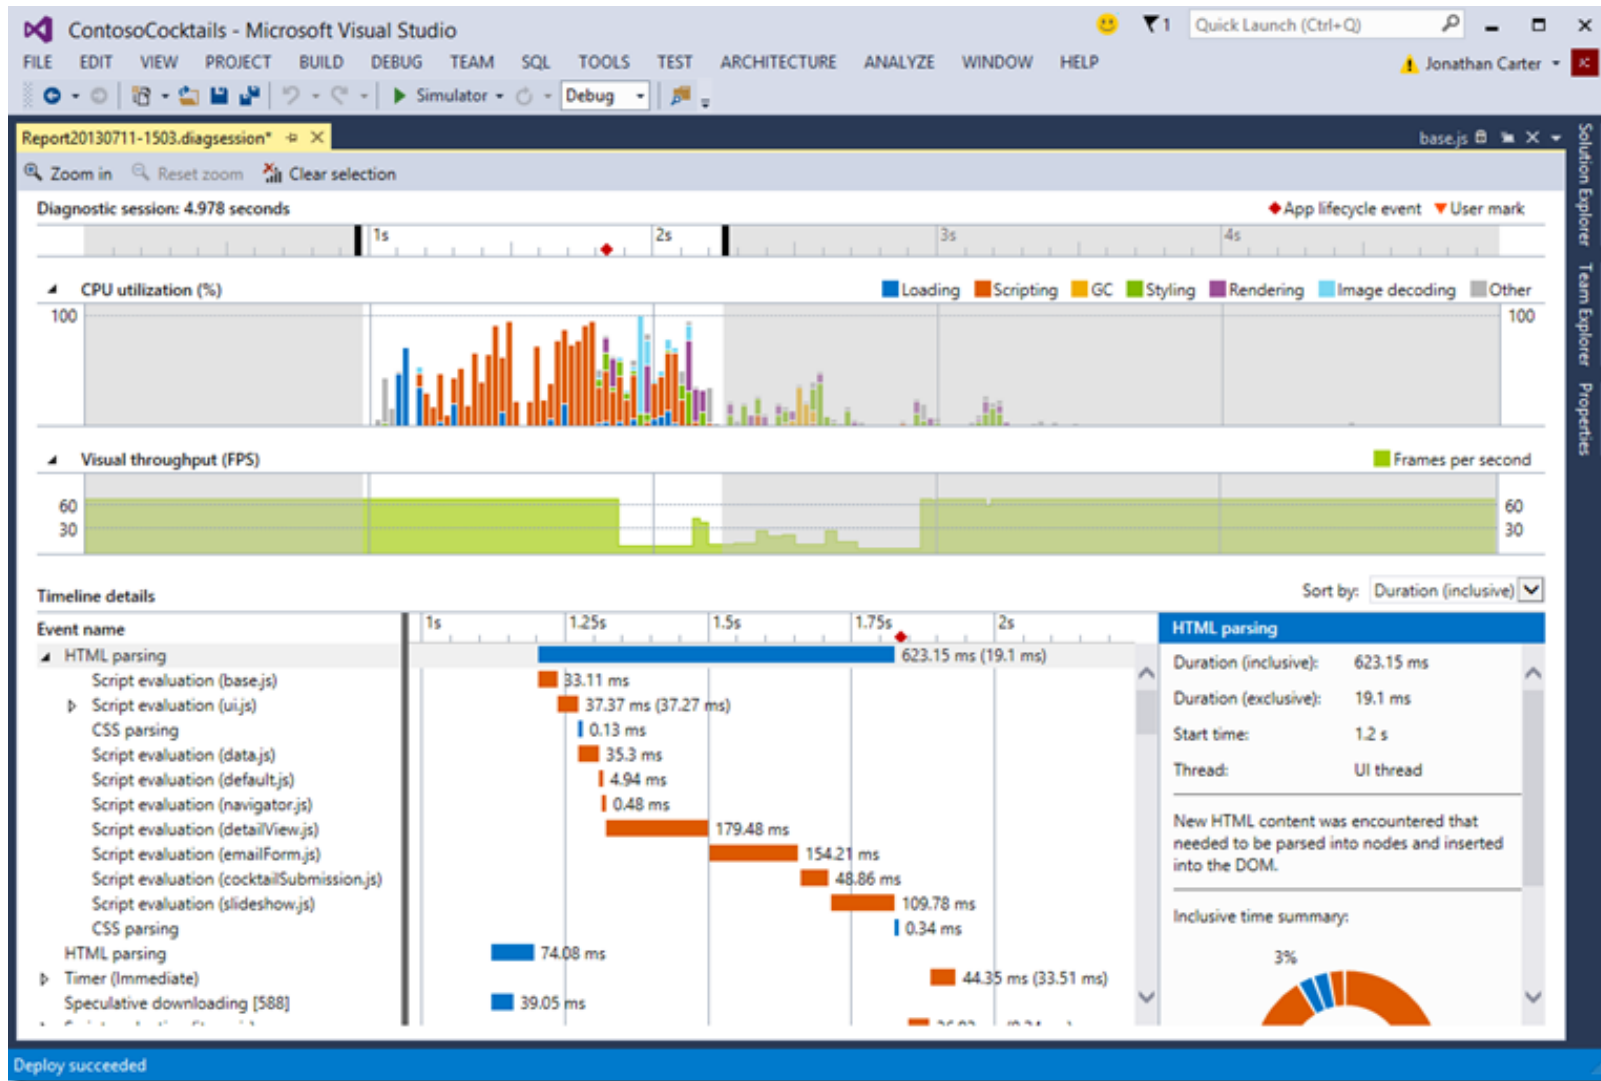 ContosoCocktails - Microsoft Visual Studio
1
Quick Launch (Ctrl+Q)
FILE EDIT VIEW PROJECT BUILD DEBUG TEAM SQL TOOLS TEST ARCHITECTURE ANALYZE WINDOW HELP
Jonathan Carter
JC
Simulator
Debug
Report20130711-1503.diagsession*
base.js
Zoom in Reset zoom Clear selection
Solution Explorer
Team Explorer
Properties
Diagnostic session: 4.978 seconds
App lifecycle event User mark
1s 2s 3s 4s
CPU utilization (%)
Loading Scripting GC Styling Rendering Image decoding Other
100 100
Visual throughput (FPS)
Frames per second
60 60
30 30
Timeline details
Sort by: Duration (inclusive)
Event name
1s 1.25s 1.5s 1.75s 2s
HTML parsing 623.15 ms (19.1 ms)
Script evaluation (base.js) 33.11 ms
Script evaluation (ui.js) 37.37 ms (37.27 ms)
CSS parsing 0.13 ms
Script evaluation (data.js) 35.3 ms
Script evaluation (default.js) 4.94 ms
Script evaluation (navigator.js) 0.48 ms
Script evaluation (detailView.js) 179.48 ms
Script evaluation (emailForm.js) 154.21 ms
Script evaluation (cocktailSubmission.js) 48.86 ms
Script evaluation (slideshow.js) 109.78 ms
CSS parsing 0.34 ms
HTML parsing 74.08 ms
Timer (Immediate) 44.35 ms (33.51 ms)
Speculative downloading [588] 39.05 ms
HTML parsing
Duration (inclusive): 623.15 ms
Duration (exclusive): 19.1 ms
Start time: 1.2 s
Thread: UI thread
New HTML content was encountered that
needed to be parsed into nodes and inserted
into the DOM.
Inclusive time summary:
3%
Deploy succeeded